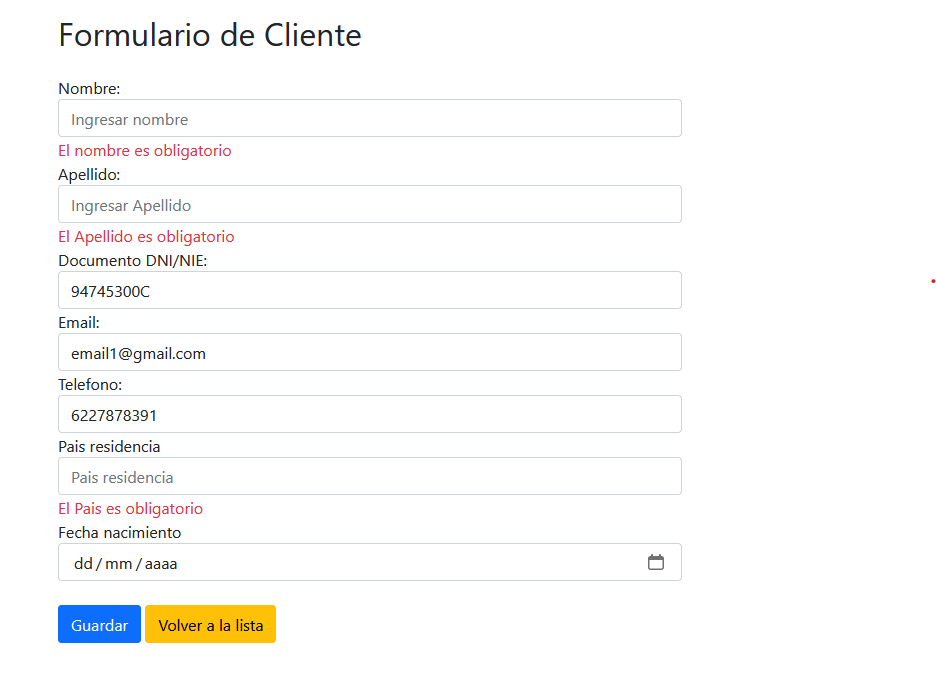 Formulario de Cliente
Nombre:
Ingresar nombre
El nombre es obligatorio
Apellido:
Ingresar Apellido
El Apellido es obligatorio
Documento DNI/NIE:
94745300C
Email:
email1@gmail.com
Telefono:
6227878391
Pais residencia
Pais residencia
El Pais es obligatorio
Fecha nacimiento
dd/mm/aaaa
Guardar Volver a la lista